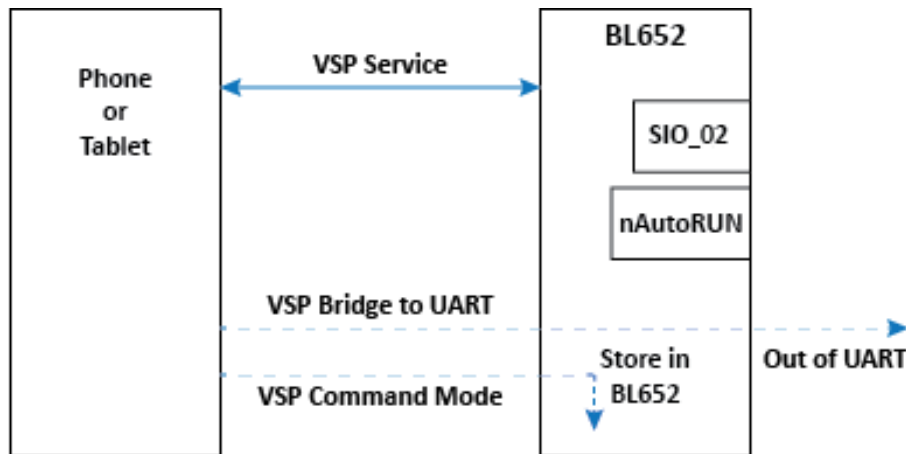 BL652
VSP Service
Phone
or
Tablet
SIO_02
nAutoRUN
VSP Bridge to UART
Store in
BL652
Out of UART
VSP Command Mode